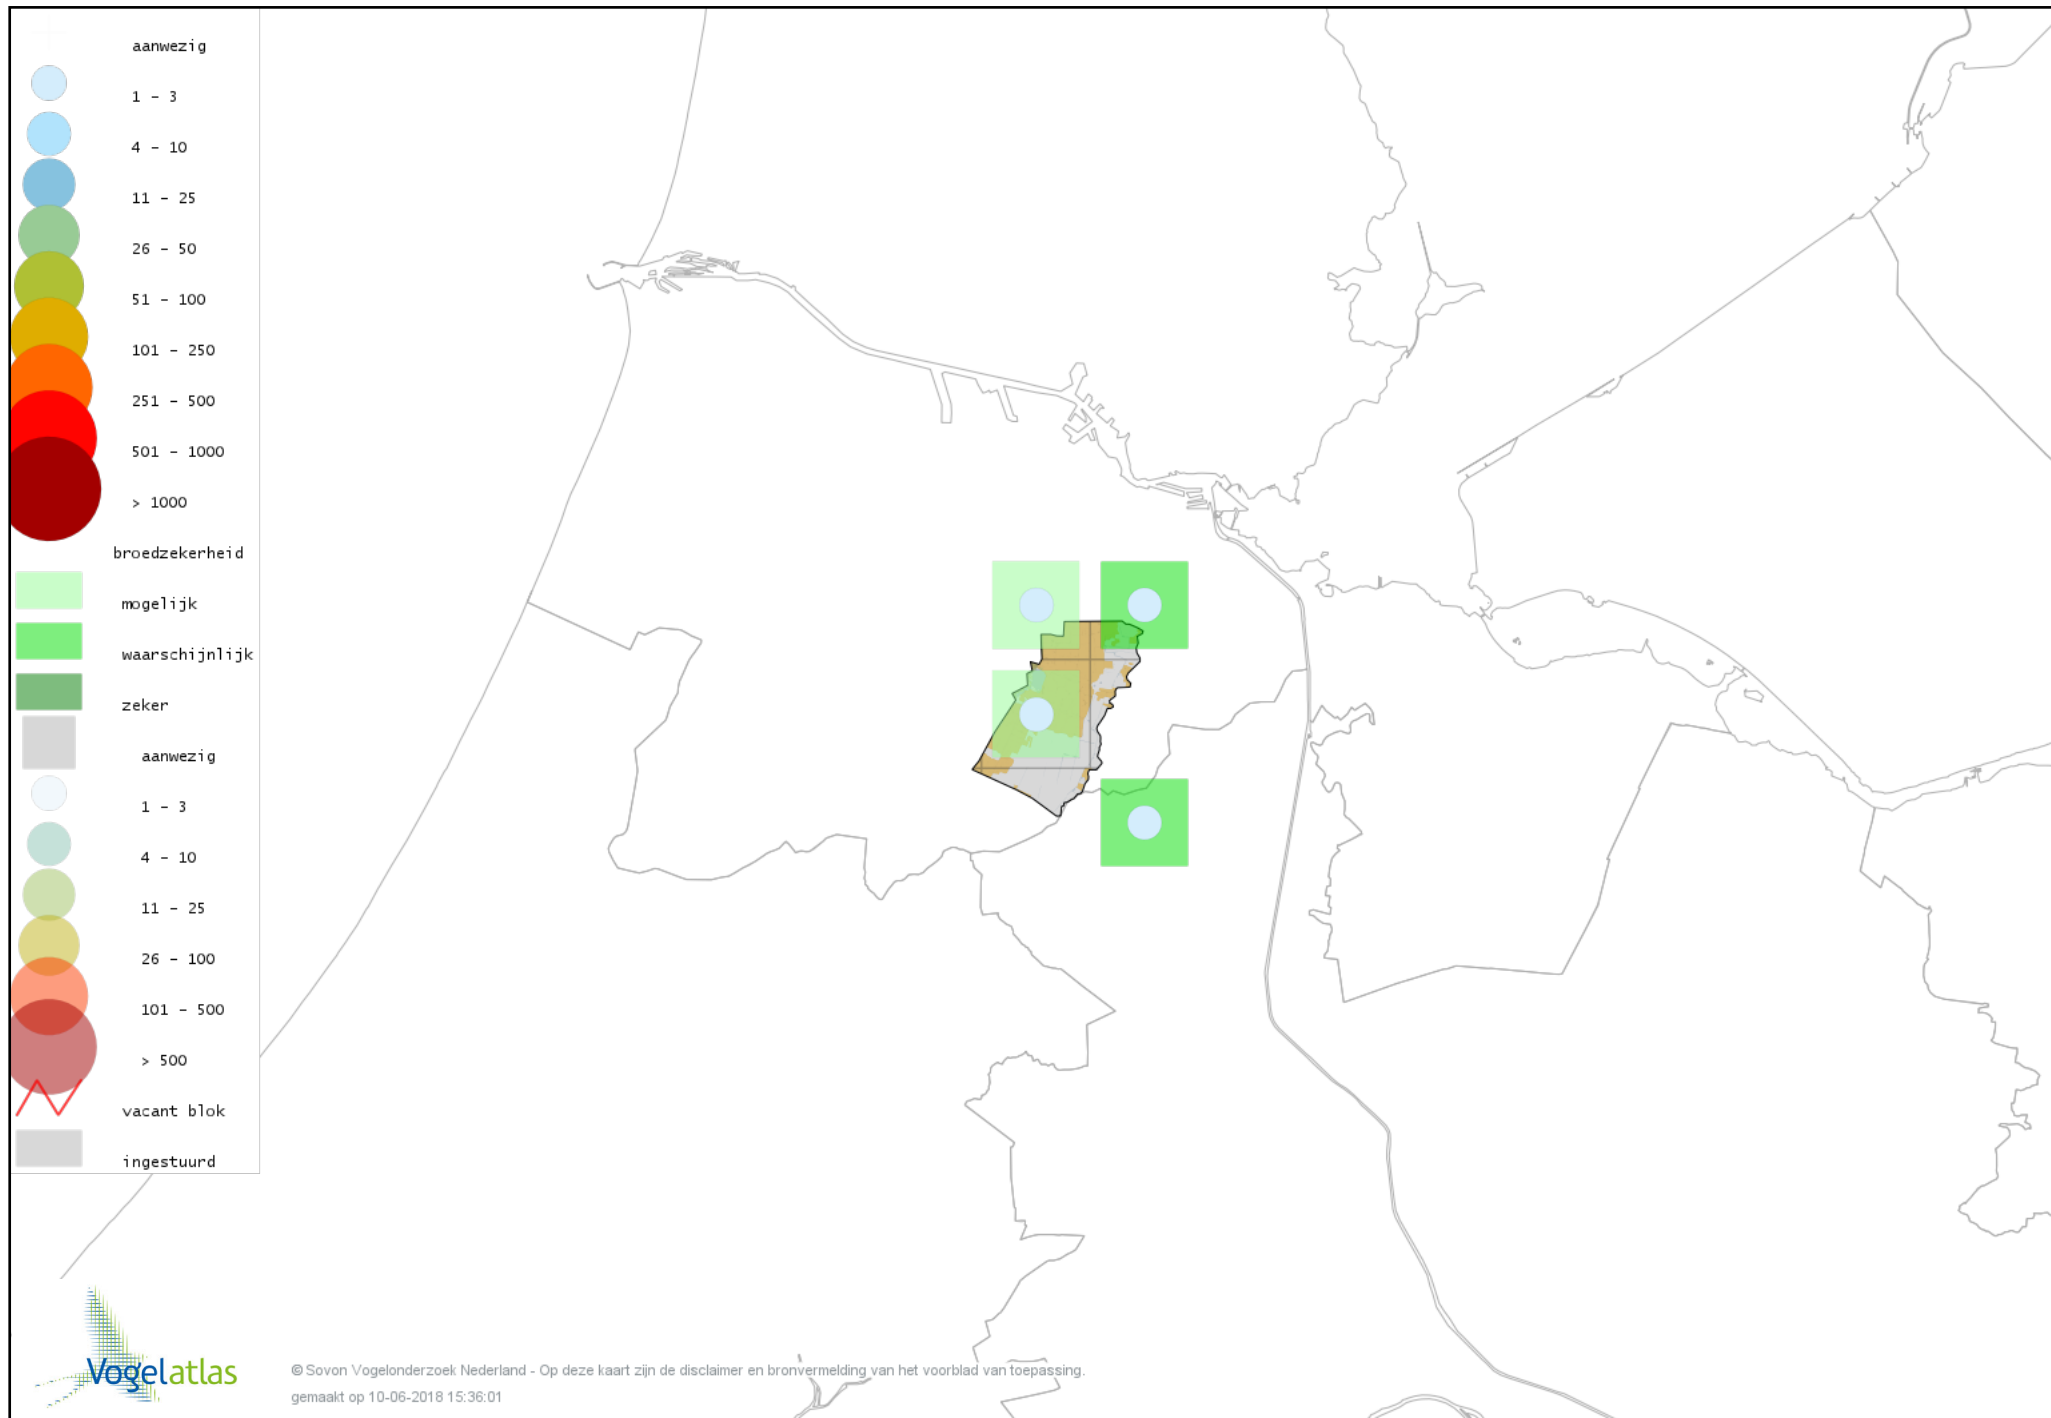 aanwezig
1 - 3
4 - 10
11 - 25
26 - 50
51 - 100
101 - 250
251 - 500
501 - 1000
> 1000
broedzekerheid
mogelijk
waarschijnlijk
zeker
aanwezig
1 - 3
4 - 10
11 - 25
26 - 100
101 - 500
> 500
vacant blok
ingestuurd
Vogelatlas
© Sovon Vogelonderzoek Nederland - Op deze kaart zijn de disclaimer en bronvermelding van het voorblad van toepassing.
gemaakt op 10-06-2018 15:36:01